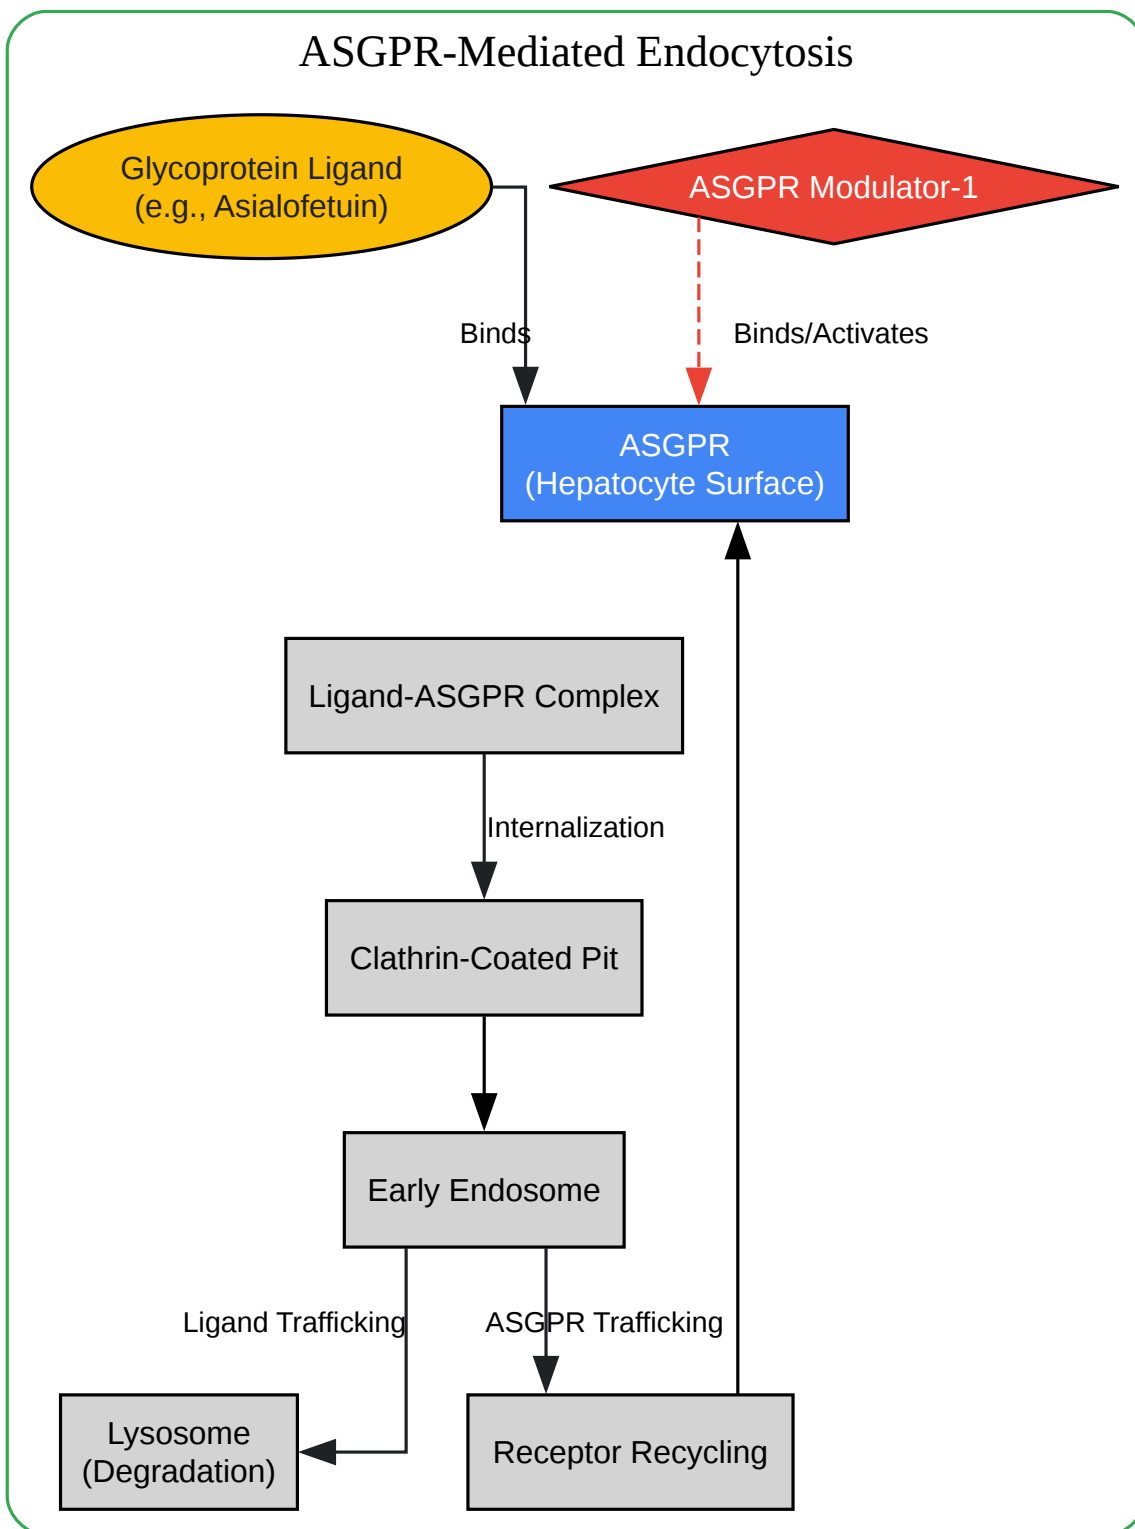 ASGPR-Mediated Endocytosis
Glycoprotein Ligand
(e.g., Asialofetuin)
ASGPR Modulator-1
Binds
Binds/Activates
ASGPR
(Hepatocyte Surface)
Ligand-ASGPR Complex
Internalization
Clathrin-Coated Pit
Early Endosome
Ligand Trafficking
ASGPR Trafficking
Lysosome
(Degradation)
Receptor Recycling